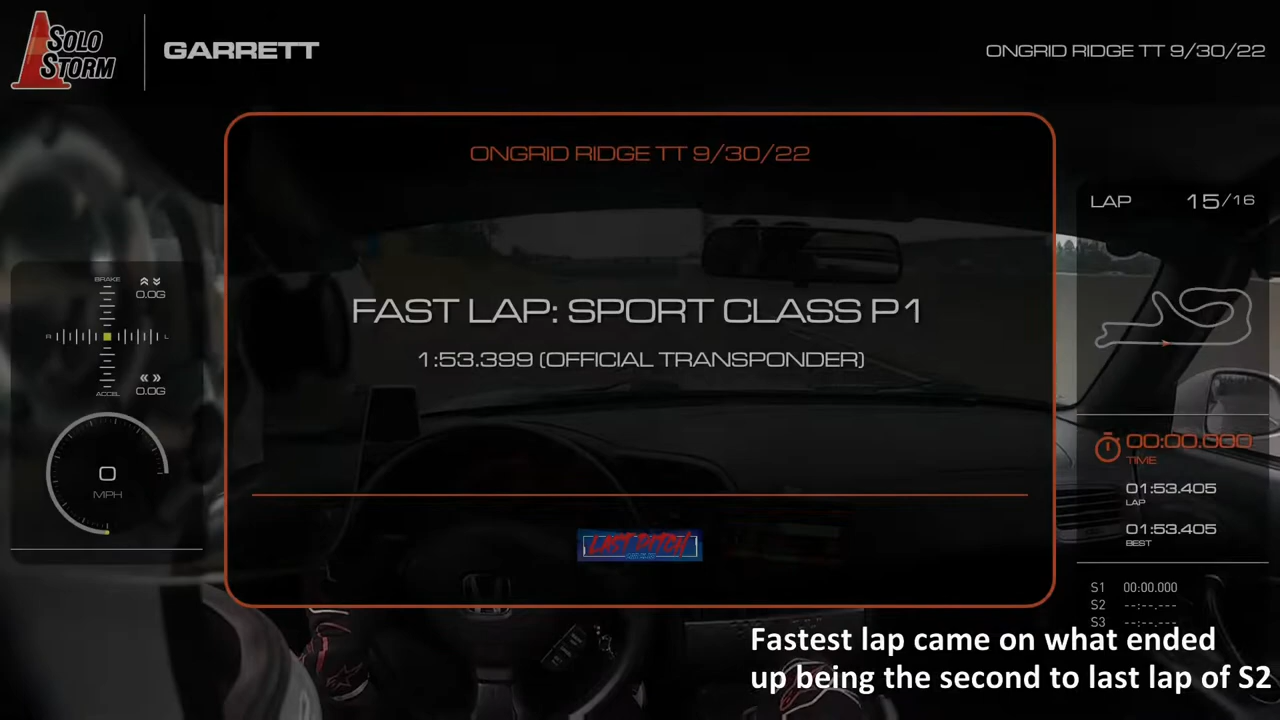 SOLO
STORM
GARRETT
ONGRID RIDGE TT 9/30/22
ONGRID RIDGE TT 9/30/22
FAST LAP: SPORT CLASS P1
1:53.399 (OFFICIAL TRANSPONDER)
LAST DITCH
LAP 15/16
BRAKE
0.0G
R L
0.0G
ACCEL
0
MPH
00:00.000
TIME
01:53.405
LAP
01:53.405
BEST
S1 00:00.000
S2 --:--.---
S3 --:--.---
Fastest lap came on what ended
up being the second to last lap of S2